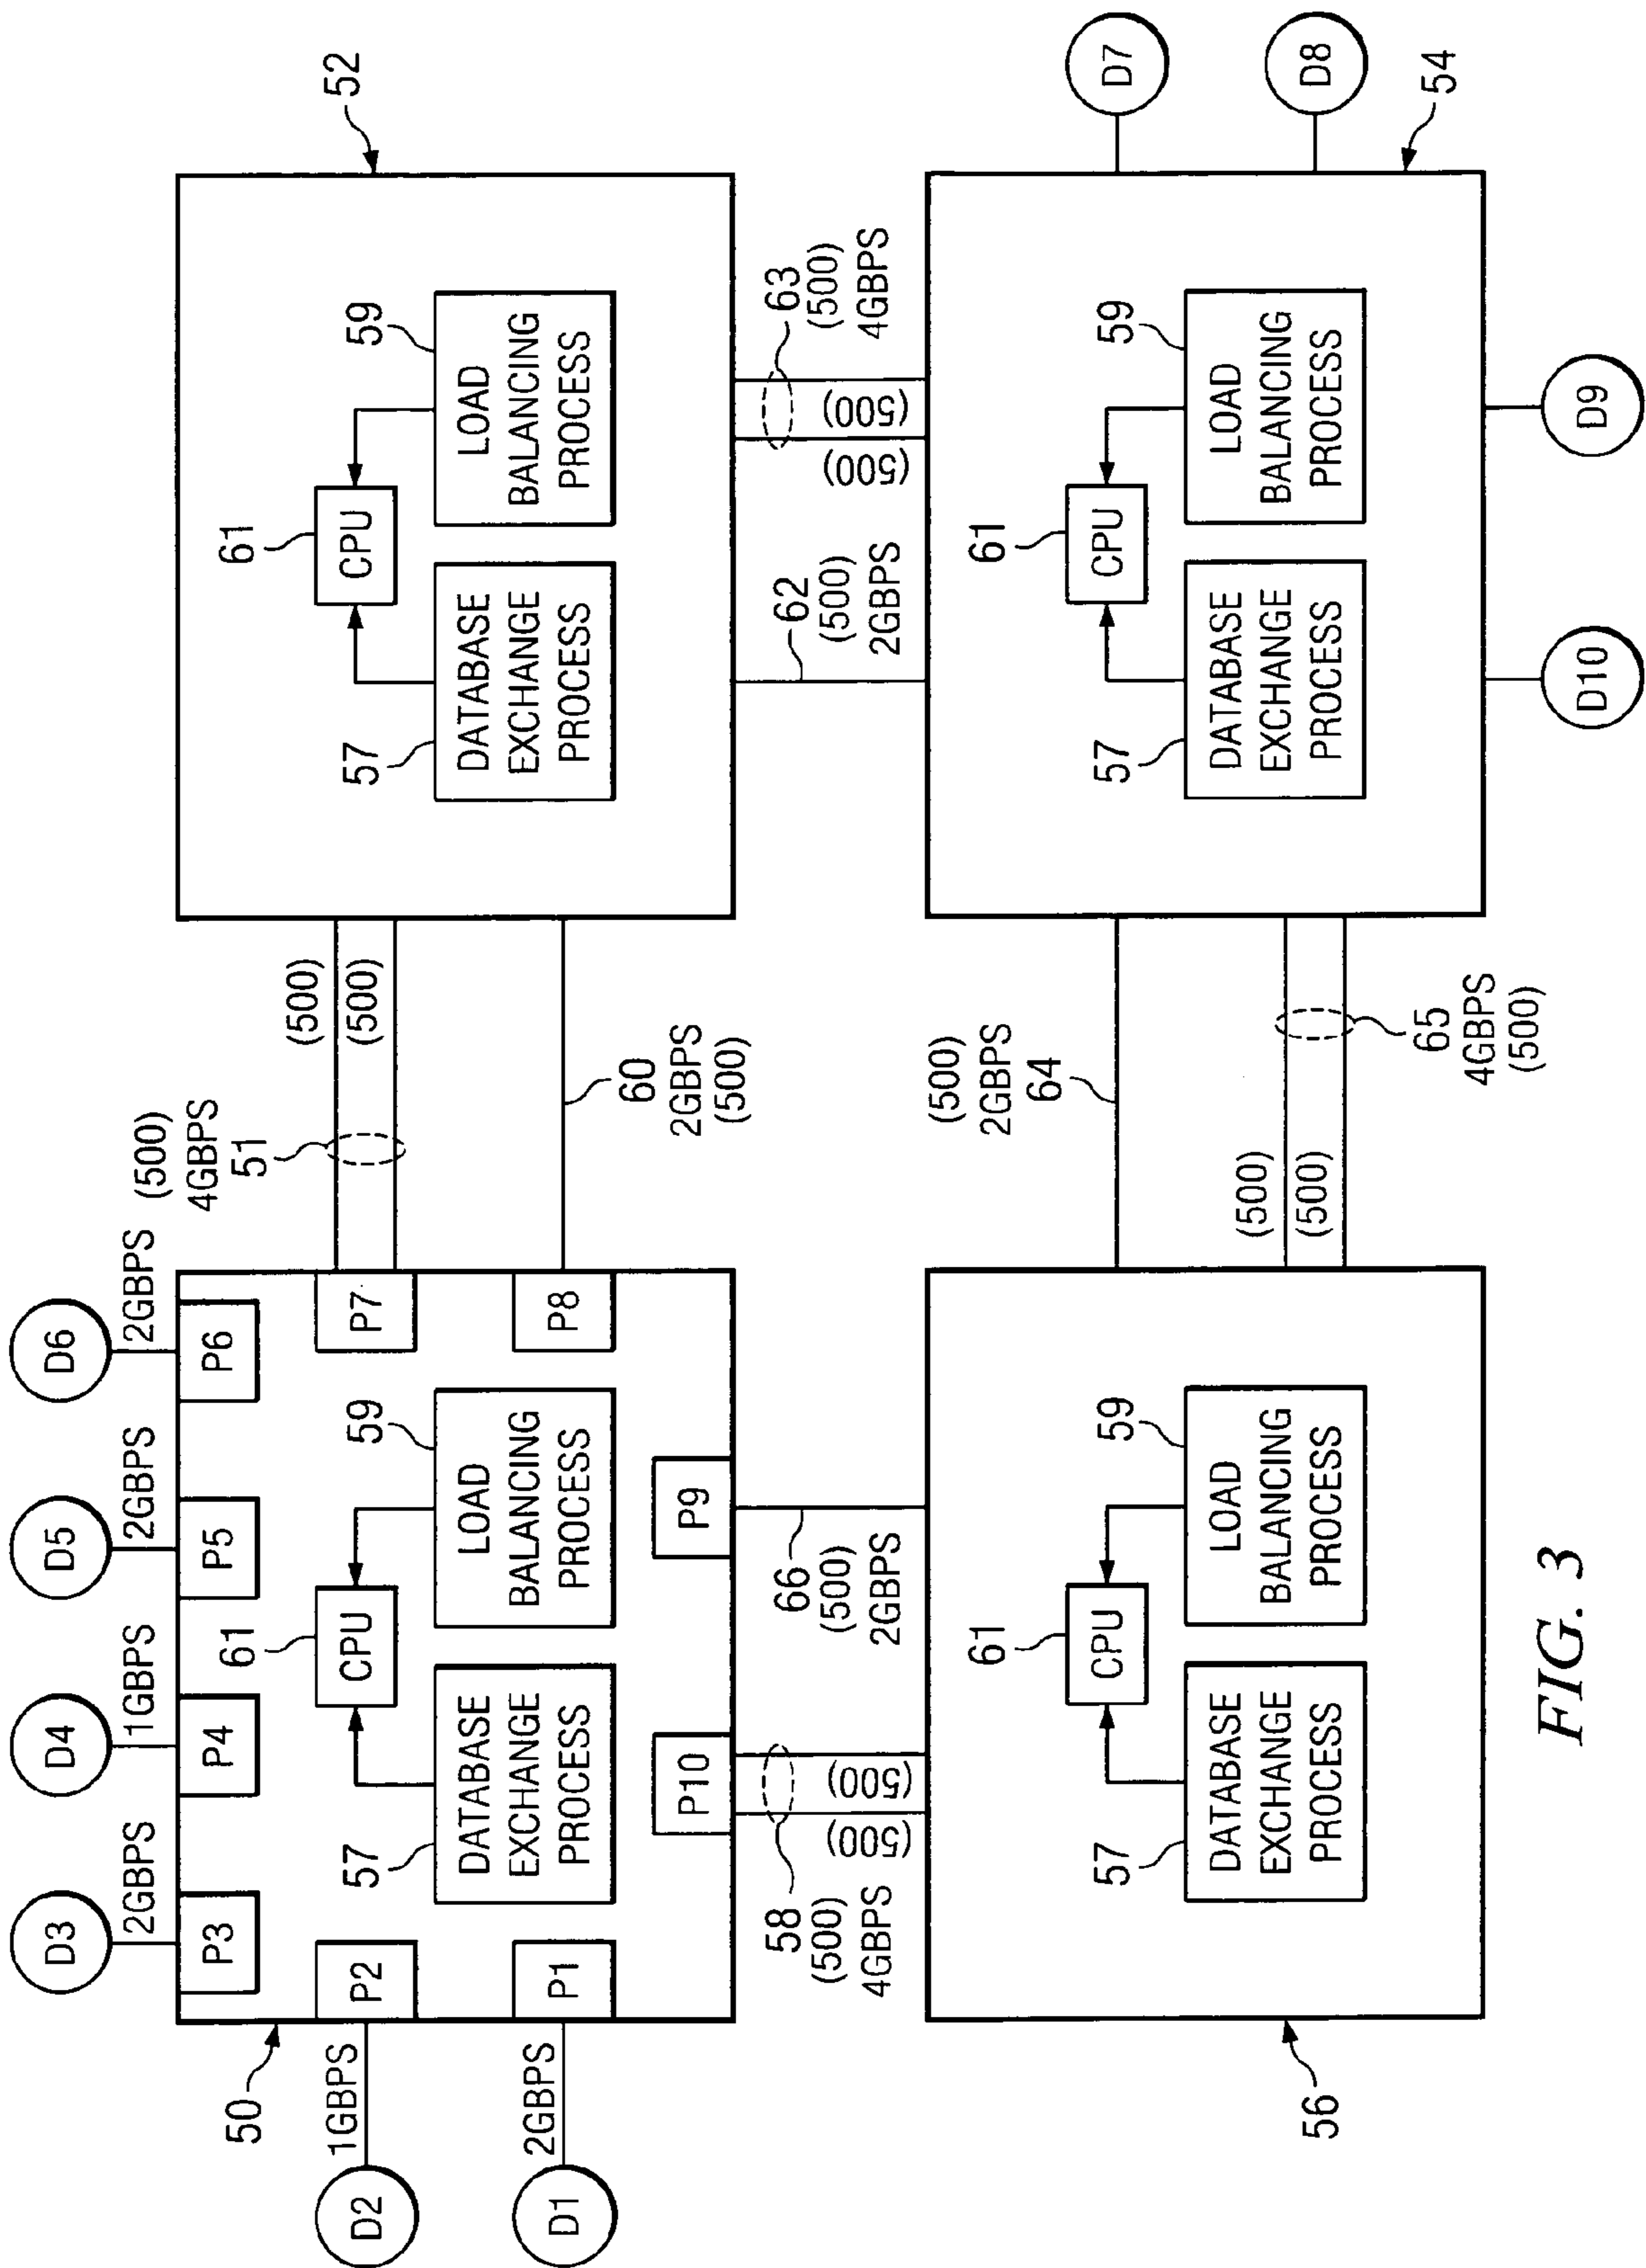 D3
D4
D5
D6
2GBPS
1GBPS
2GBPS
2GBPS
(500)
4GBPS
51
50
P3
P4
P5
P6
52
D2
1GBPS
P2
61
CPU
P7
(500)
(500)
61
CPU
57
59
57
59
D1
2GBPS
P1
DATABASE
EXCHANGE
PROCESS
LOAD
BALANCING
PROCESS
P8
60
2GBPS
(500)
DATABASE
EXCHANGE
PROCESS
LOAD
BALANCING
PROCESS
P10
P9
58
(500)
4GBPS
(500)
(500)
66
(500)
2GBPS
62
(500)
2GBPS
(500)
(500)
63
(500)
4GBPS
(500)
2GBPS
64
61
CPU
61
CPU
D7
57
59
57
59
DATABASE
EXCHANGE
PROCESS
LOAD
BALANCING
PROCESS
(500)
(500)
65
4GBPS
(500)
DATABASE
EXCHANGE
PROCESS
LOAD
BALANCING
PROCESS
D8
56
54
D10
D9
FIG. 3